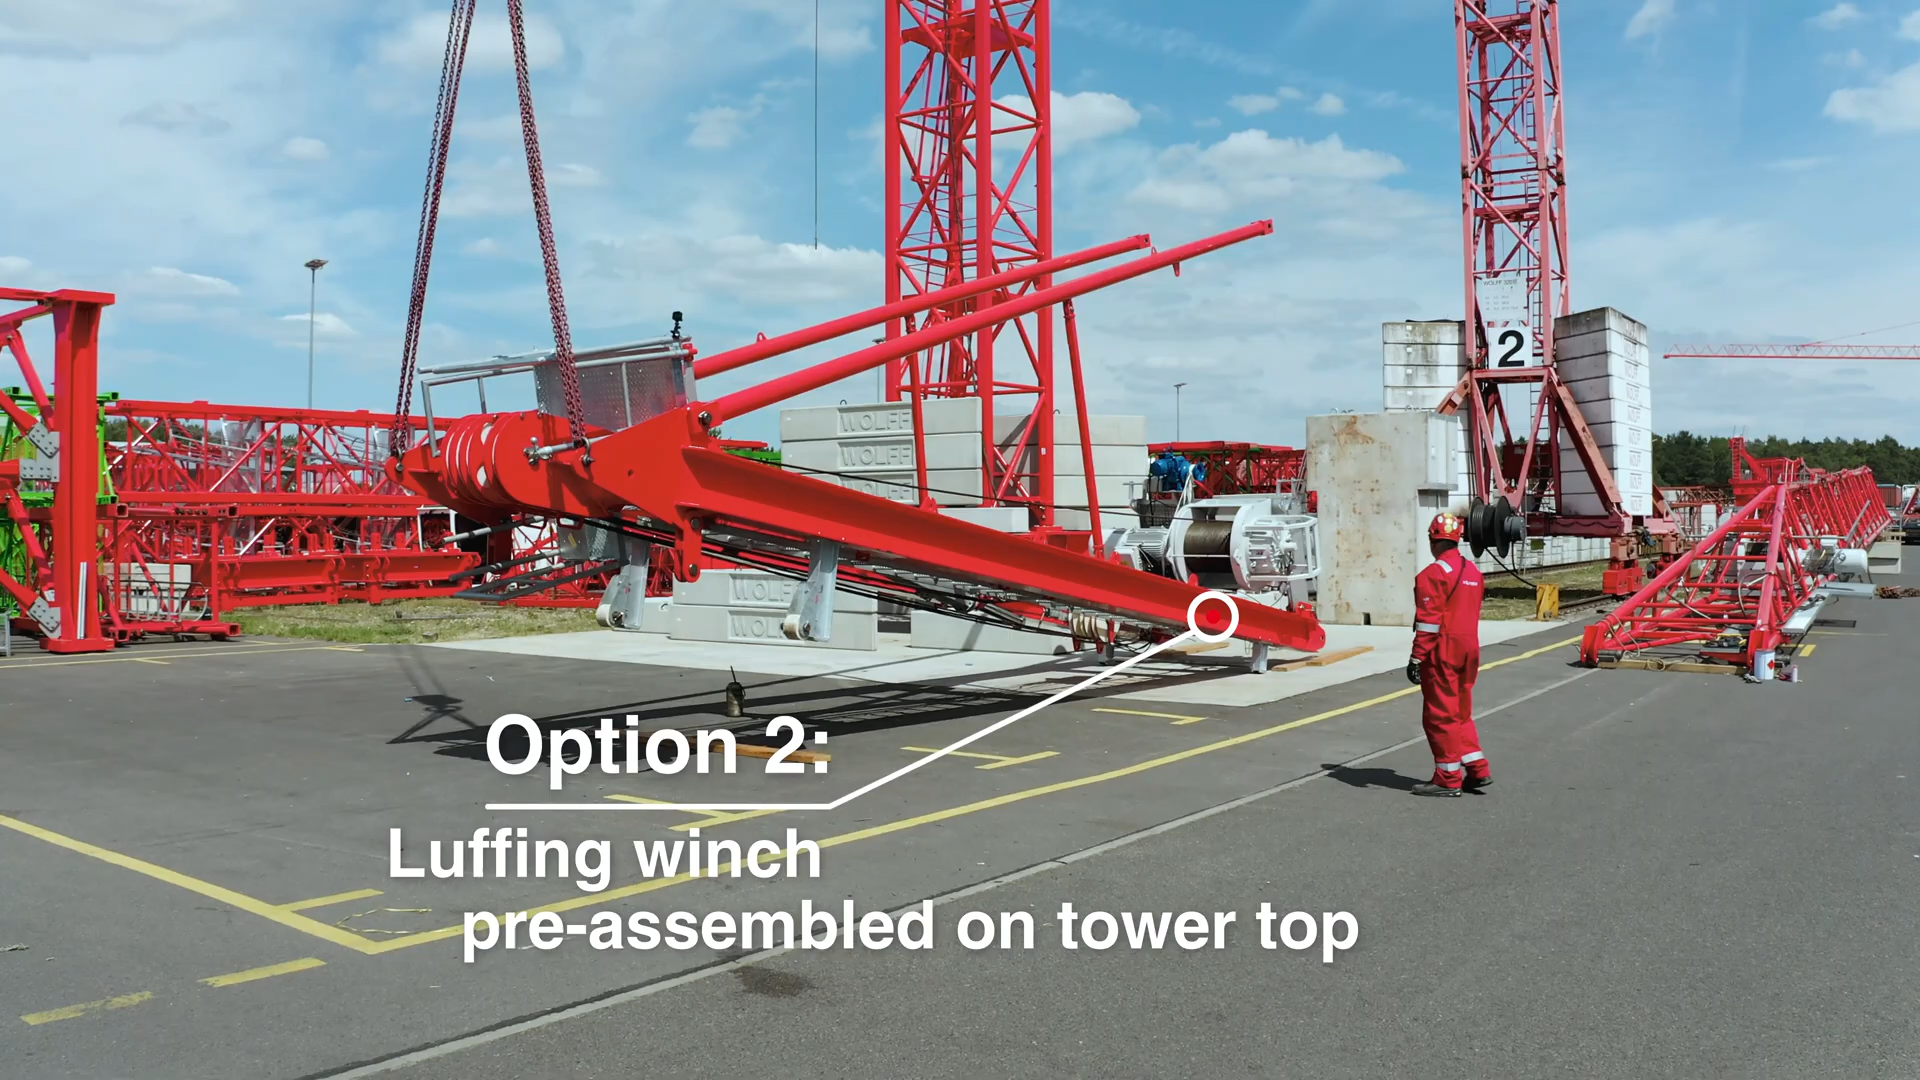 WOLFF
WOLFF
2
WOLFF
Option 2:
Luffing winch
pre-assembled on tower top